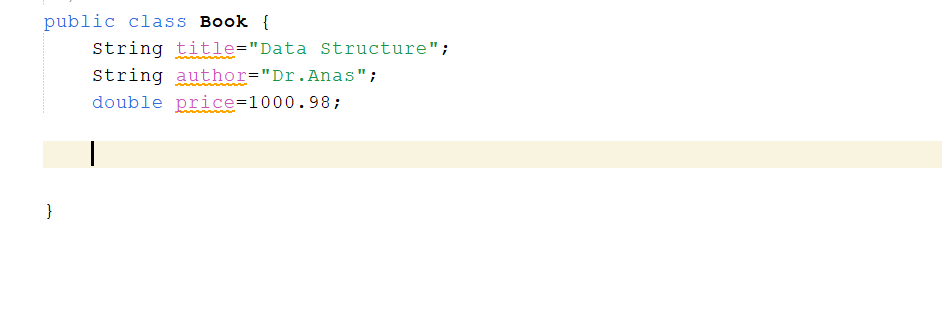 public class Book {
String title="Data Structure";
String author="Dr.Anas";
double price=1000.98;
}